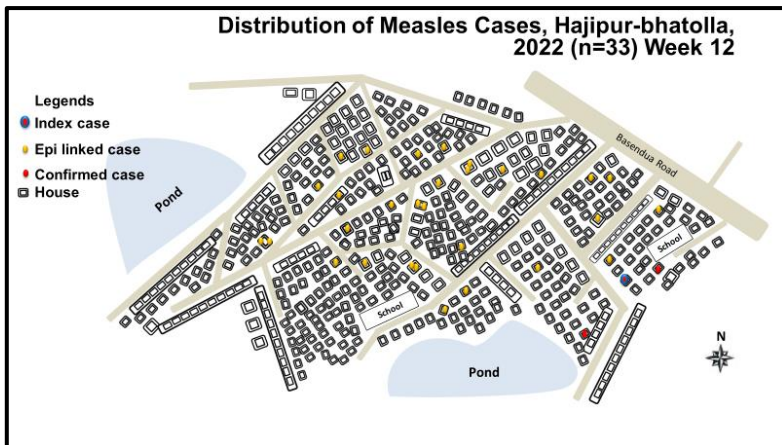 Distribution of Measles Cases, Hajipur-bhatolla,
2022 (n=33) Week 12
Legends
Index case
Epi linked case
Confirmed case
House
Pond
Basendua Road
School
School
Pond
N